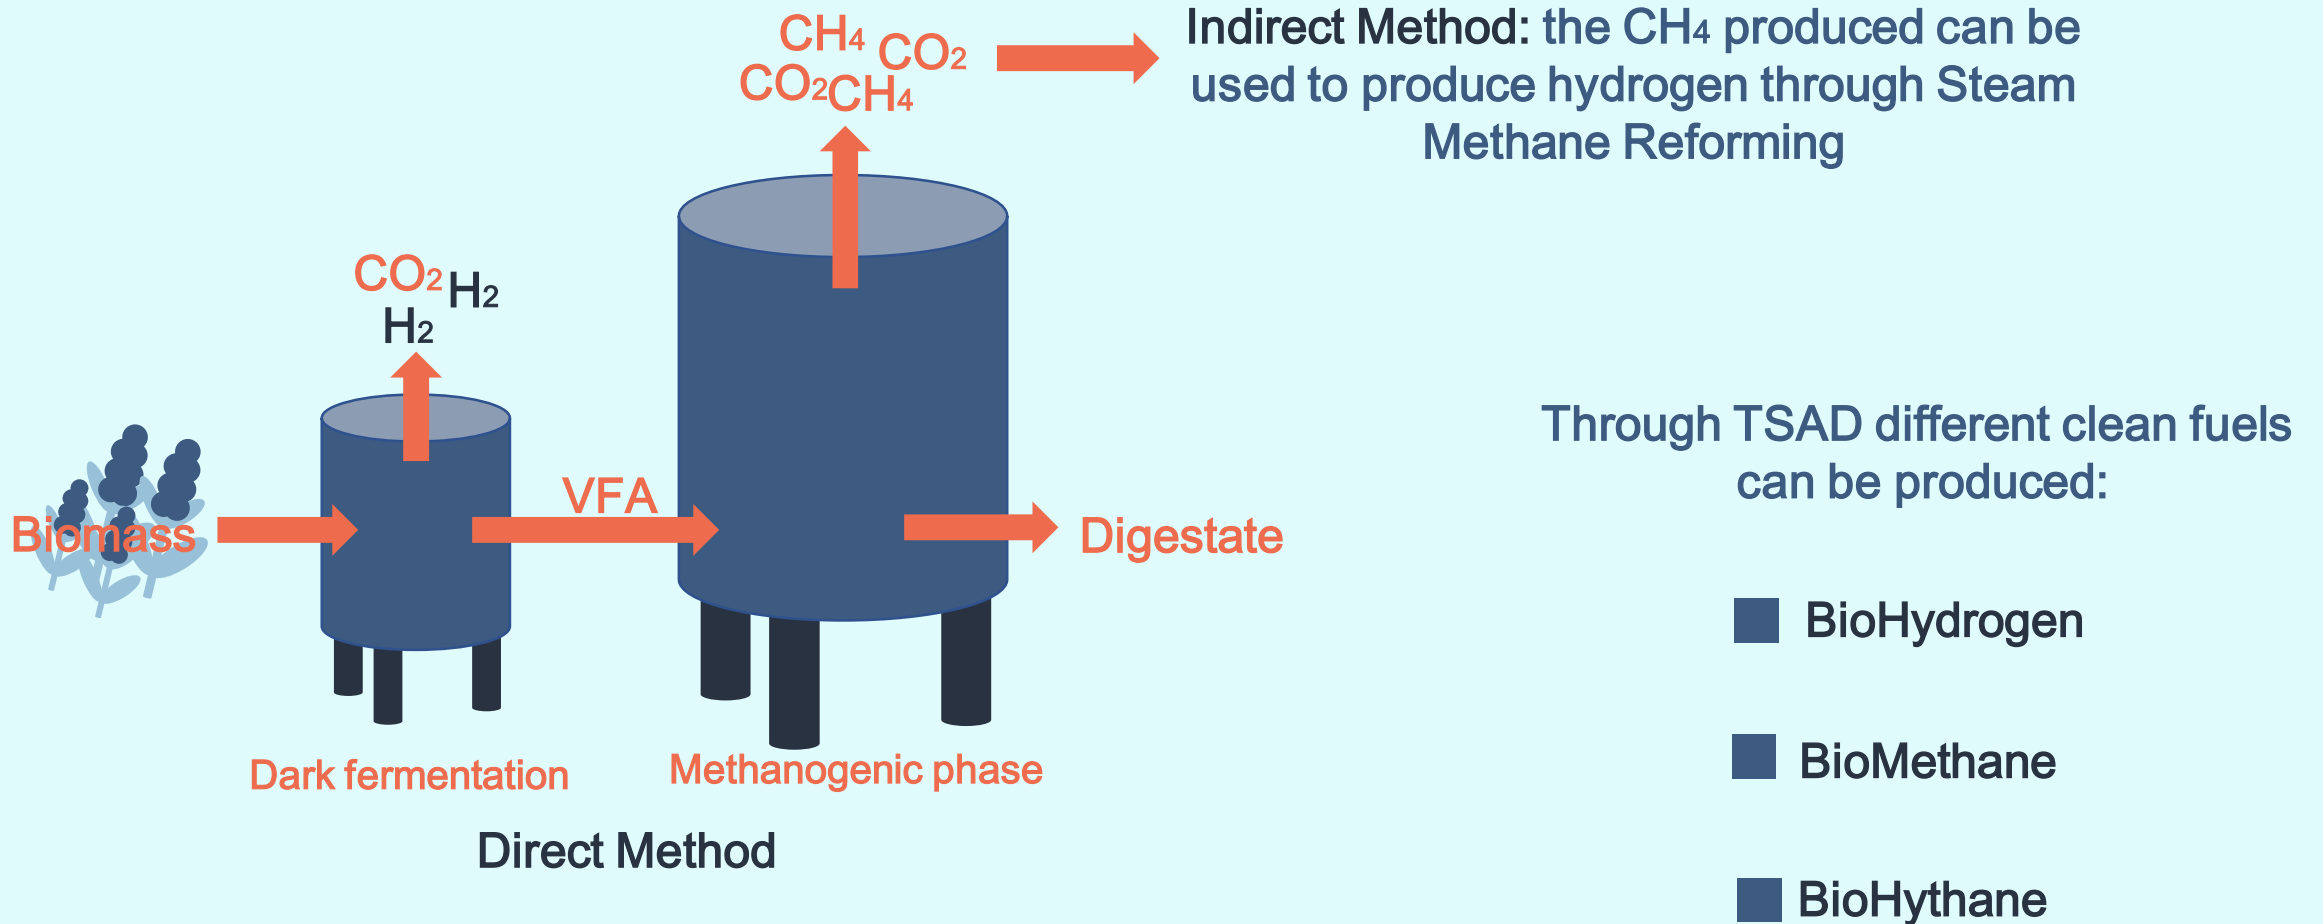 CH4 CO2
CO2 CH4
Indirect Method: the CH4 produced can be
used to produce hydrogen through Steam
Methane Reforming
CO2 H2
H2
Biomass
VFA
Digestate
Dark fermentation
Methanogenic phase
Direct Method
Through TSAD different clean fuels
can be produced:
BioHydrogen
BioMethane
BioHythane